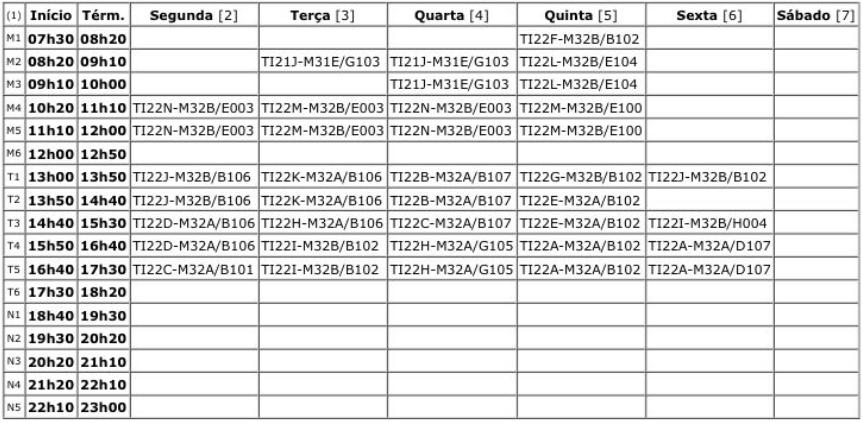 (1) Início Térm. Segunda [2] Terça [3] Quarta [4] Quinta [5] Sexta [6] Sábado [7]
M1 07h30 08h20 TI22F-M32B/B102
M2 08h20 09h10 TI21J-M31E/G103 TI21J-M31E/G103 TI22L-M32B/E104
M3 09h10 10h00 TI21J-M31E/G103 TI22L-M32B/E104
M4 10h20 11h10 TI22N-M32B/E003 TI22M-M32B/E003 TI22N-M32B/E003 TI22M-M32B/E100
M5 11h10 12h00 TI22N-M32B/E003 TI22M-M32B/E003 TI22N-M32B/E003 TI22M-M32B/E100
M6 12h00 12h50
T1 13h00 13h50 TI22J-M32B/B106 TI22K-M32A/B106 TI22B-M32A/B107 TI22G-M32B/B102 TI22J-M32B/B102
T2 13h50 14h40 TI22J-M32B/B106 TI22K-M32A/B106 TI22B-M32A/B107 TI22E-M32A/B102
T3 14h40 15h30 TI22D-M32A/B106 TI22H-M32A/B106 TI22C-M32A/B107 TI22E-M32A/B102 TI22I-M32B/H004
T4 15h50 16h40 TI22D-M32A/B106 TI22I-M32B/B102 TI22H-M32A/G105 TI22A-M32A/B102 TI22A-M32A/D107
T5 16h40 17h30 TI22C-M32A/B101 TI22I-M32B/B102 TI22H-M32A/G105 TI22A-M32A/B102 TI22A-M32A/D107
T6 17h30 18h20
N1 18h40 19h30
N2 19h30 20h20
N3 20h20 21h10
N4 21h20 22h10
N5 22h10 23h00